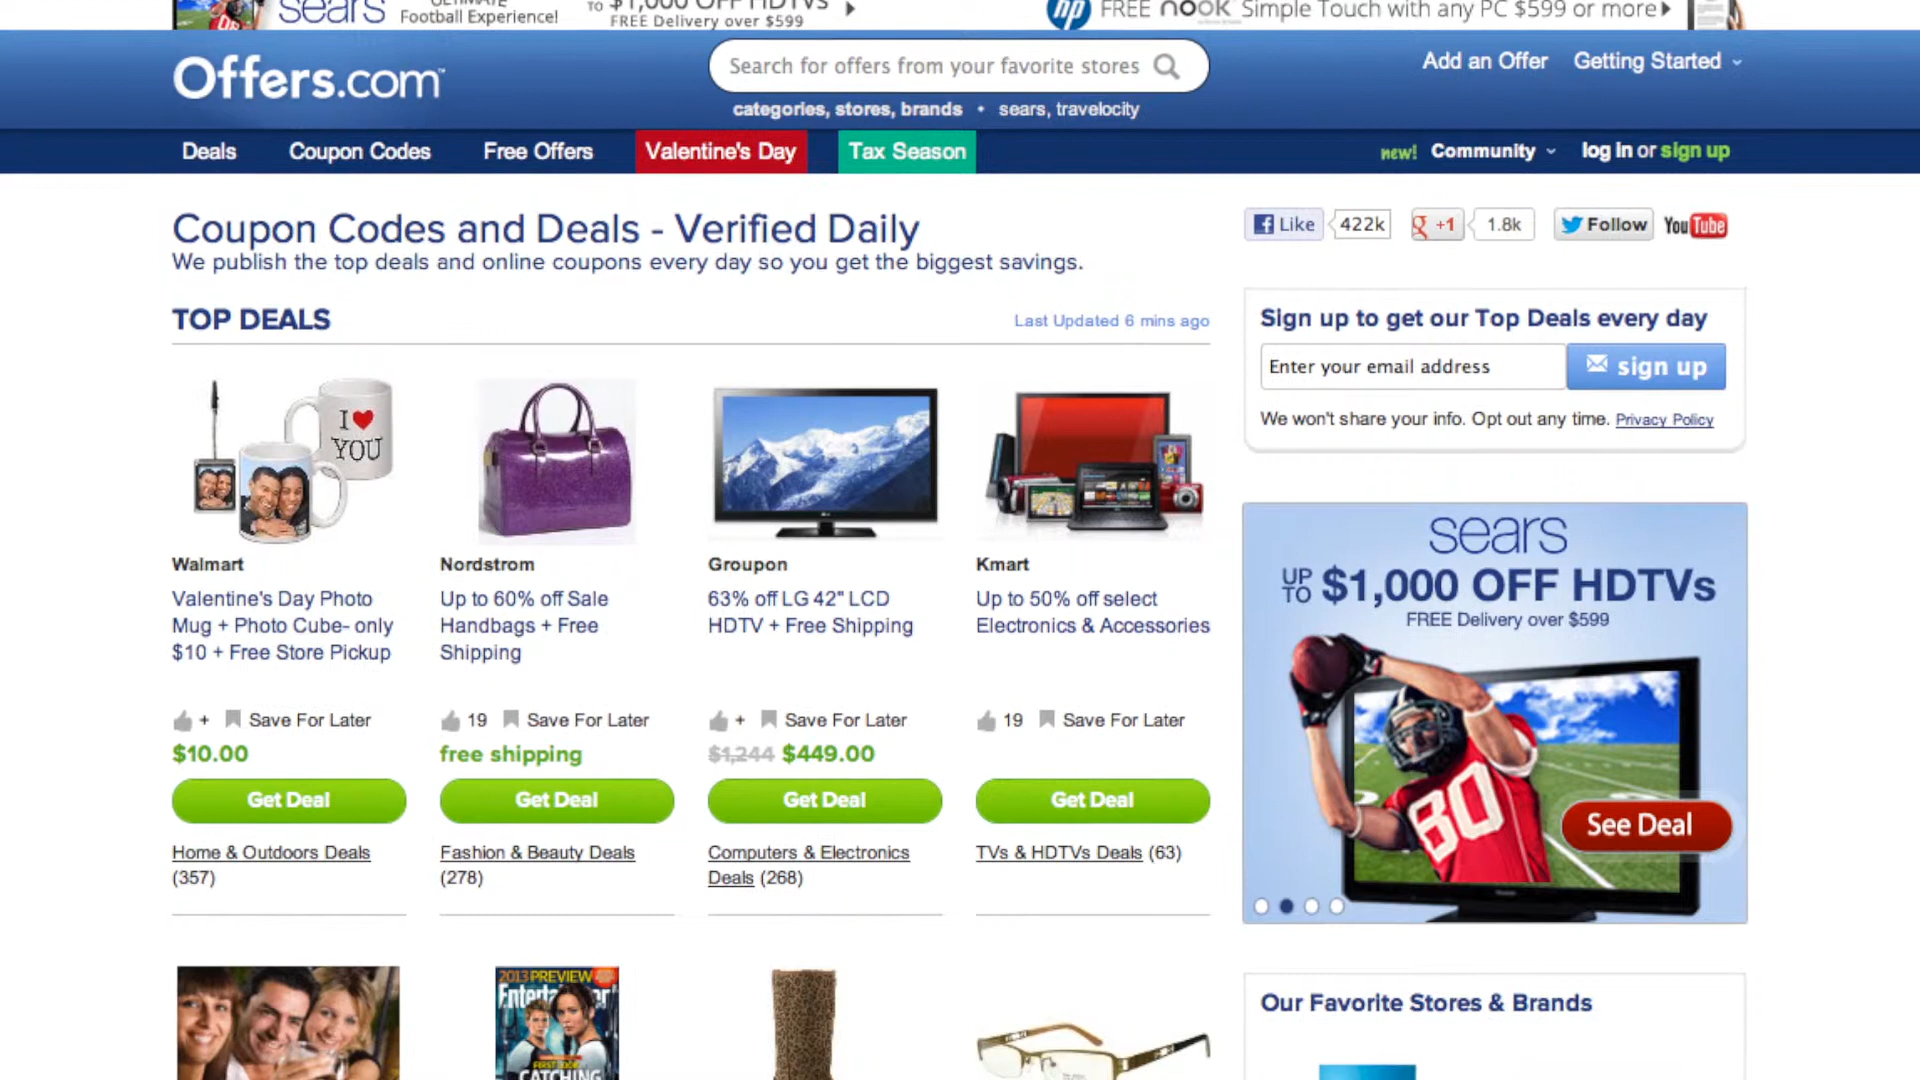 sears
Football Experience!
TO $1,000 OFF HDTVs
FREE Delivery over $599
hp FREE nook Simple Touch with any PC $599 or more
Offers.com
Search for offers from your favorite stores
categories, stores, brands • sears, travelocity
Add an Offer
Getting Started
Deals
Coupon Codes
Free Offers
Valentine's Day
Tax Season
new! Community
log in or sign up
Coupon Codes and Deals - Verified Daily
We publish the top deals and online coupons every day so you get the biggest savings.
Like 422k
g +1 1.8k
Follow
YouTube
TOP DEALS
Last Updated 6 mins ago
Sign up to get our Top Deals every day
Enter your email address
sign up
We won't share your info. Opt out any time. Privacy Policy
I
YOU
Walmart
Valentine's Day Photo
Mug + Photo Cube- only
$10 + Free Store Pickup
+ Save For Later
$10.00
Get Deal
Home & Outdoors Deals
(357)
Nordstrom
Up to 60% off Sale
Handbags + Free
Shipping
19 Save For Later
free shipping
Get Deal
Fashion & Beauty Deals
(278)
Groupon
63% off LG 42" LCD
HDTV + Free Shipping
+ Save For Later
$1,244 $449.00
Get Deal
Computers & Electronics
Deals (268)
Kmart
Up to 50% off select
Electronics & Accessories
19 Save For Later
Get Deal
TVs & HDTVs Deals (63)
sears
UP TO $1,000 OFF HDTVs
FREE Delivery over $599
80
See Deal
2013 PREVIEW
CATCHING
Our Favorite Stores & Brands